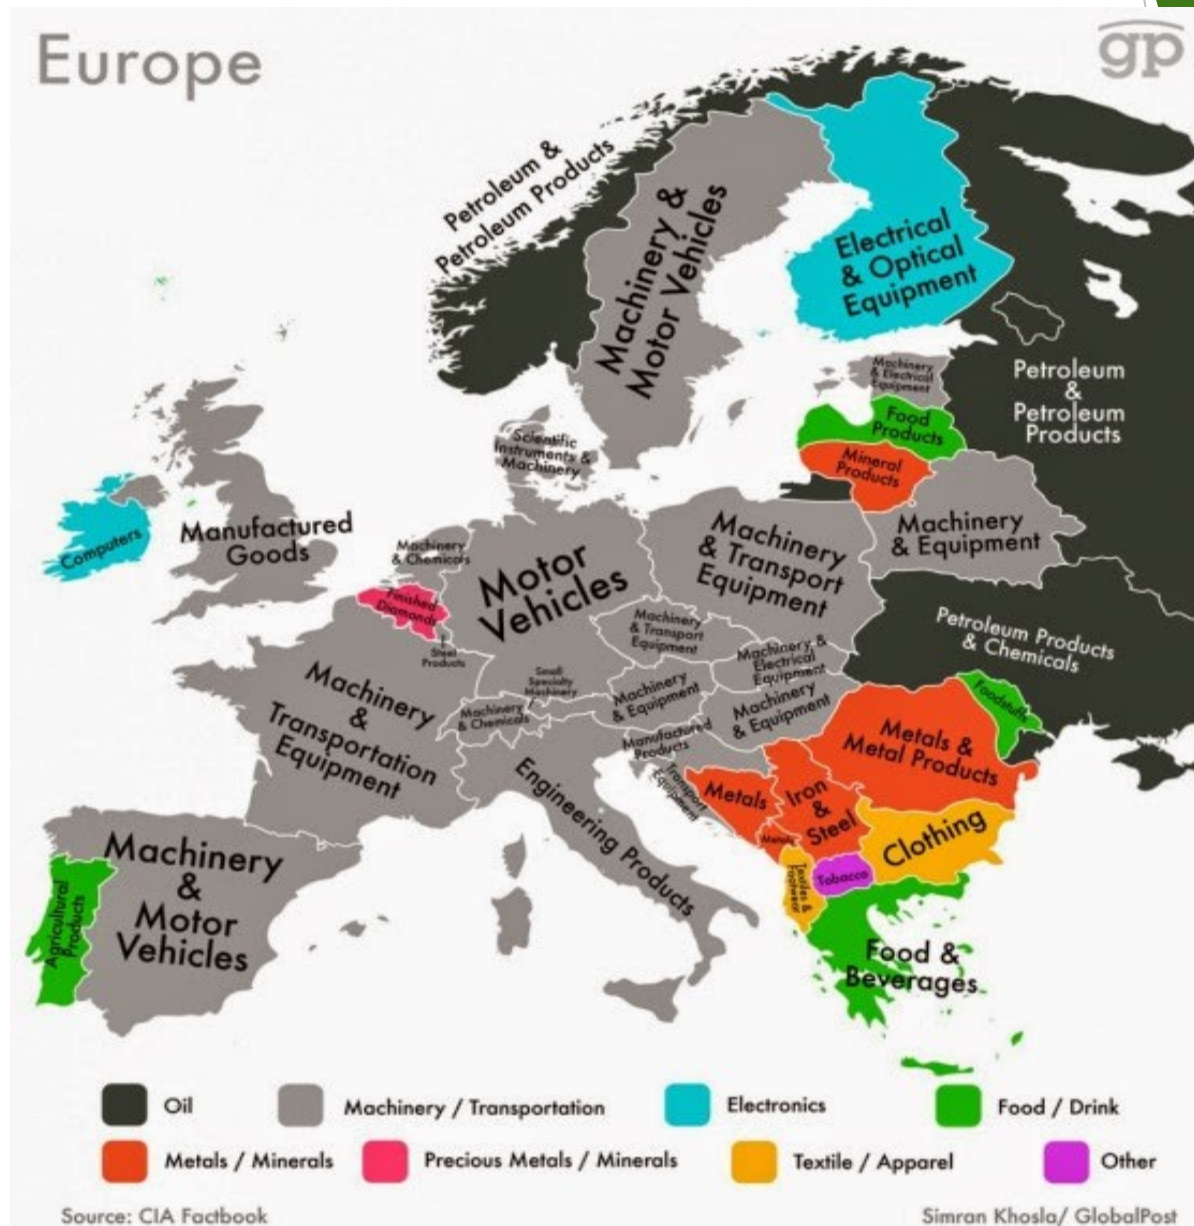 Europe
gp
Petroleum &
Petroleum Products
Machinery &
Motor Vehicles
Electrical
& Optical
Equipment
Petroleum
&
Petroleum
Products
Machinery
& Electrical
Equipment
Food
Products
Mineral
Products
Scientific
Instruments &
Machinery
Computers
Manufactured
Goods
Machinery
& Chemicals
Finished
Diamonds
Steel
Products
Motor
Vehicles
Machinery
& Transport
Equipment
Machinery
& Equipment
Petroleum Products
& Chemicals
Machinery
& Transport
Equipment
Machinery &
Electrical
Equipment
Small
Specialty
Machinery
Machinery
& Chemicals
Machinery
& Equipment
Machinery
& Equipment
Foodstuffs
Machinery
&
Transportation
Equipment
Manufactured
Products
Transport
Equipment
Metals &
Metal Products
Metals
Iron
&
Steel
Metals
Engineering Products
Clothing
Textiles &
Footwear
Tobacco
Machinery
&
Motor
Vehicles
Agricultural
Products
Food &
Beverages
Oil
Machinery / Transportation
Electronics
Food / Drink
Metals / Minerals
Precious Metals / Minerals
Textile / Apparel
Other
Source: CIA Factbook
Simran Khosla/ GlobalPost